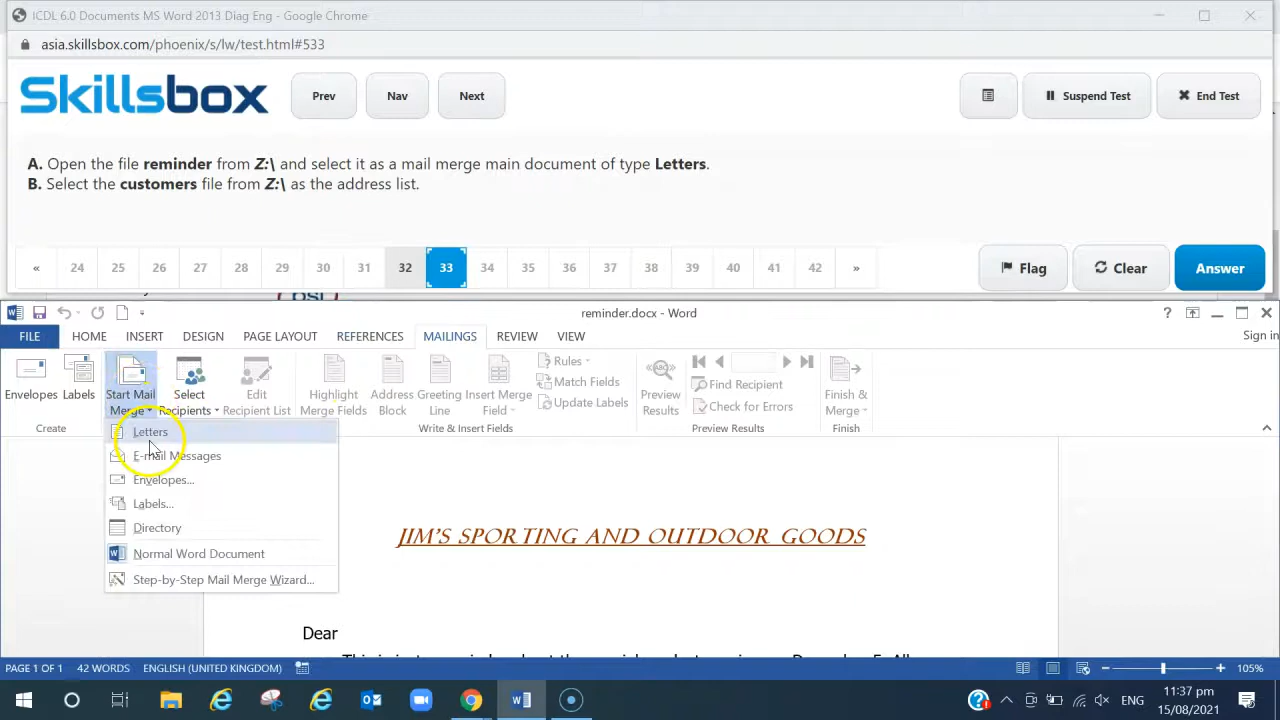 ICDL 6.0 Documents MS Word 2013 Diag Eng - Google Chrome
asia.skillsbox.com/phoenix/s/lw/test.html#533
Skillsbox Prev Nav Next Suspend Test End Test
A. Open the file reminder from Z:\ and select it as a mail merge main document of type Letters.
B. Select the customers file from Z:\ as the address list.
« 24 25 26 27 28 29 30 31 32 33 34 35 36 37 38 39 40 41 42 » Flag Clear Answer
reminder.docx - Word
Sign in
FILE HOME INSERT DESIGN PAGE LAYOUT REFERENCES MAILINGS REVIEW VIEW
Envelopes
Labels
Start Mail
Merge
Select
Recipients
Edit
Recipient List
Highlight
Merge Fields
Address
Block
Greeting
Line
Insert Merge
Field
Rules
Match Fields
Update Labels
Preview
Results
Find Recipient
Check for Errors
Finish &
Merge
Create
Write & Insert Fields
Preview Results
Finish
Letters
E-mail Messages
Envelopes...
Labels...
Directory
Normal Word Document
Step-by-Step Mail Merge Wizard...
JIM'S SPORTING AND OUTDOOR GOODS
Dear
PAGE 1 OF 1 42 WORDS ENGLISH (UNITED KINGDOM) 105%
ENG
11:37 pm
15/08/2021